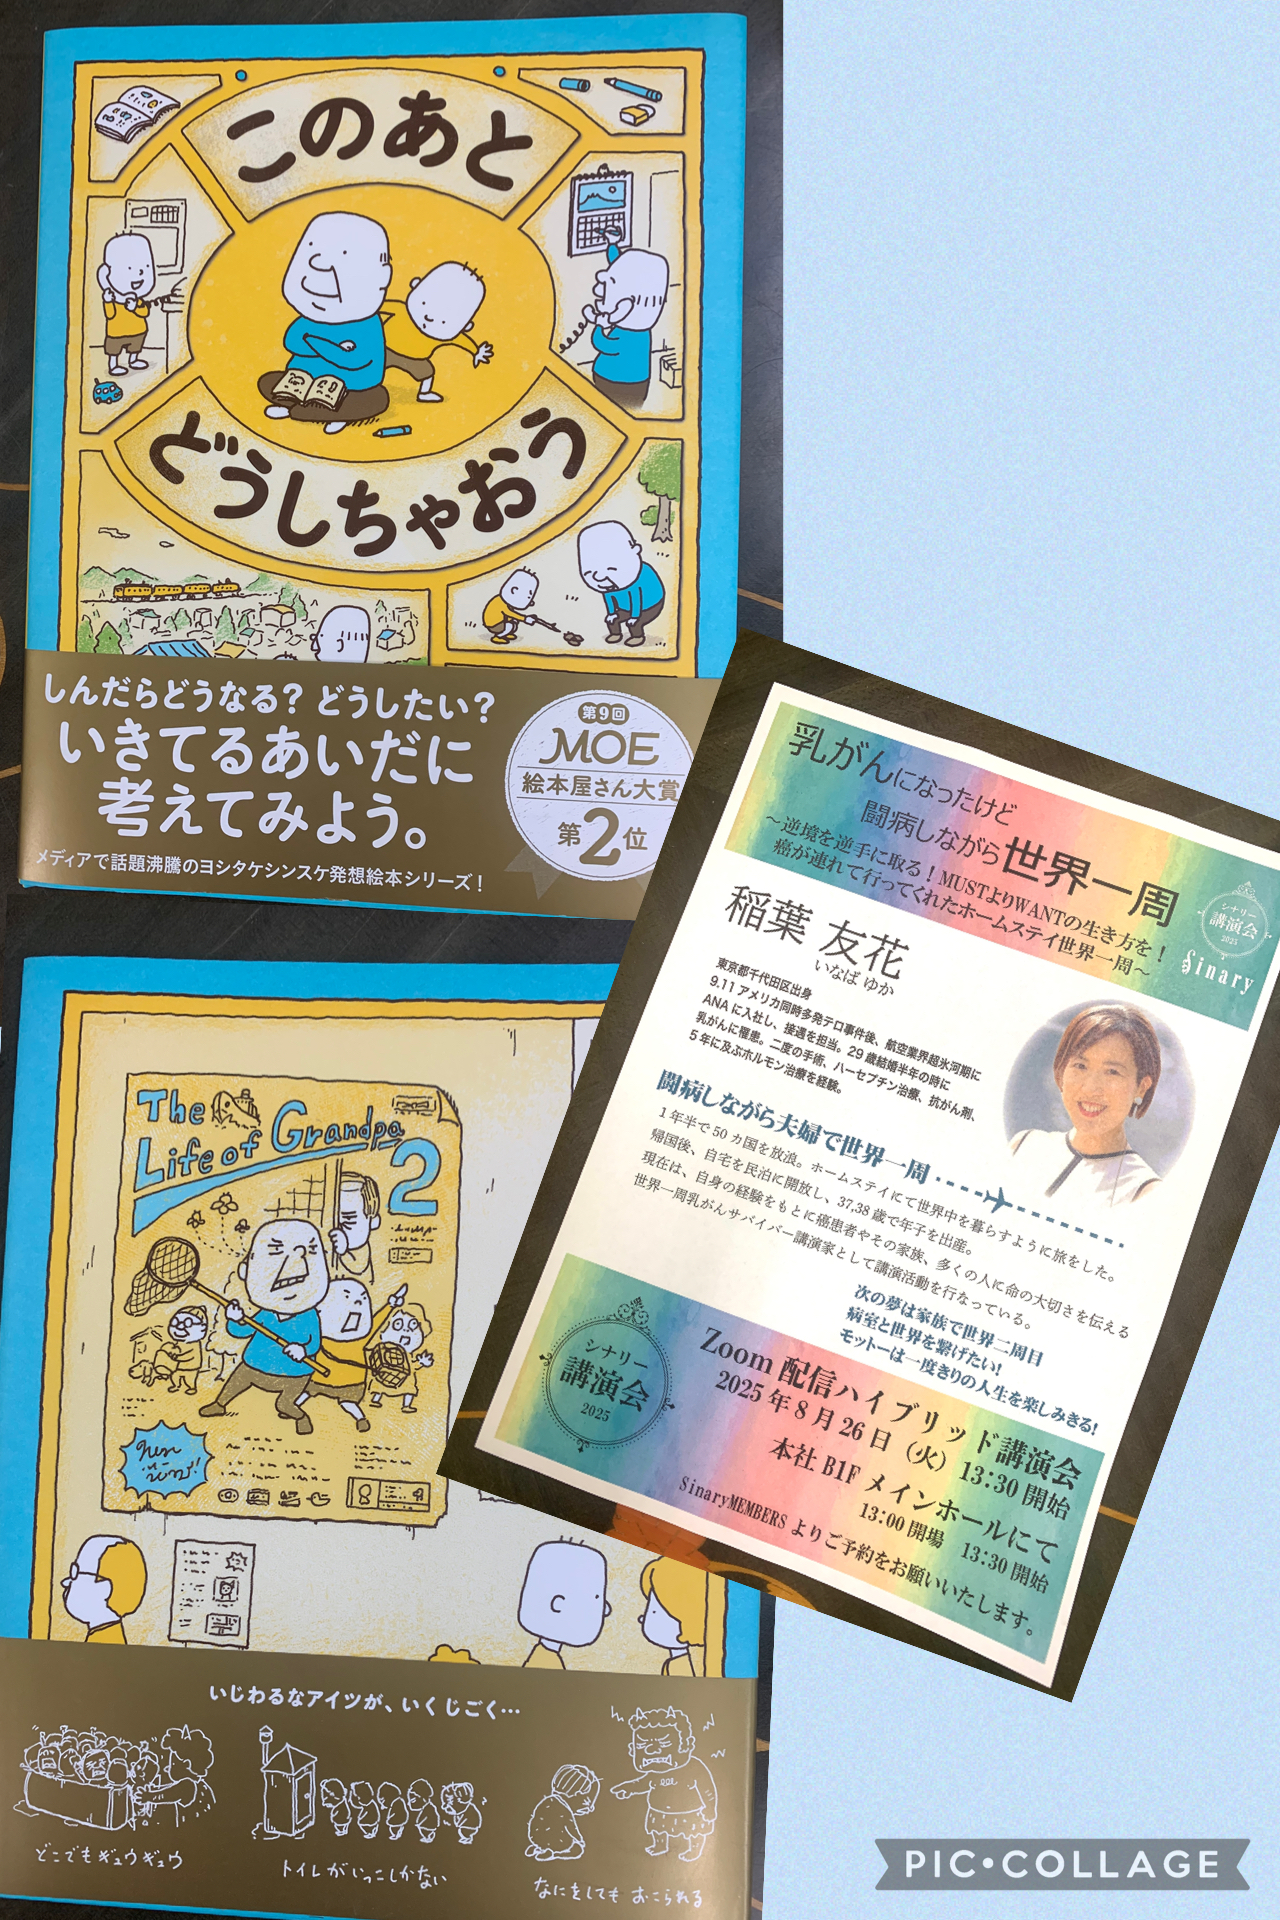 このあと
どうしちゃおう
しんだらどうなる? どうしたい?
いきてるあいだに
考えてみよう。
メディアで話題沸騰のヨシタケシンスケ発想絵本シリーズ!
第9回
MOE
絵本屋さん大賞
第2位
乳がんになったけど
闘病しながら世界一周
~逆境を逆手に取る!MUSTよりWANTの生き方を!
癌が連れて行ってくれたホームステイ世界一周~
シナリー
講演会
2025
Sinary
稲葉 友花
いなば ゆか
東京都千代田区出身
9.11アメリカ同時多発テロ事件後、航空業界超氷河期に
ANAに入社し、接遇を担当。29歳結婚半年の時に
乳がんに罹患。二度の手術、ハーセプチン治療、抗がん剤、
5年に及ぶホルモン治療を経験。
闘病しながら夫婦で世界一周
1年半で50カ国を放浪。ホームステイにて世界中を暮らすように旅をした。
帰国後、自宅を民泊に開放し、37,38歳で年子を出産。
現在は、自身の経験をもとに癌患者やその家族、多くの人に命の大切さを伝える
世界一周乳がんサバイバー講演家として講演活動を行なっている。
次の夢は家族で世界二周目
病室と世界を繋げたい!
モットーは一度きりの人生を楽しみきる!
シナリー
講演会
2025
Zoom配信ハイブリッド講演会
2025年8月26日(火)13:30開始
本社B1Fメインホールにて
13:00開場 13:30開始
SinaryMEMBERSよりご予約をお願いいたします。
The
Life of Grandpa
2
いじわるなアイツが、いくじごく…
どこでもギュウギュウ
トイレがいっこしかない
なにをしてもおこられる
PIC•COLLAGE